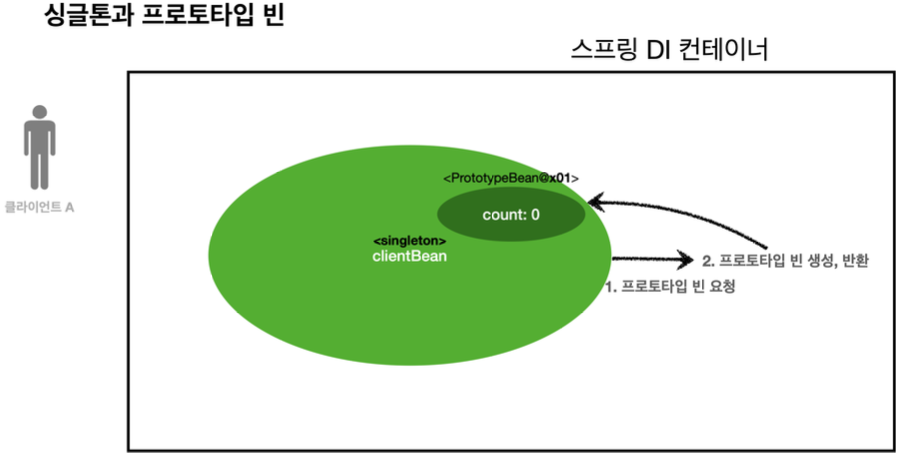 싱글톤과 프로토타입 빈
스프링 DI 컨테이너
<PrototypeBean@x01>
count: 0
클라이언트 A
<singleton>
clientBean
2. 프로토타입 빈 생성, 반환
1. 프로토타입 빈 요청